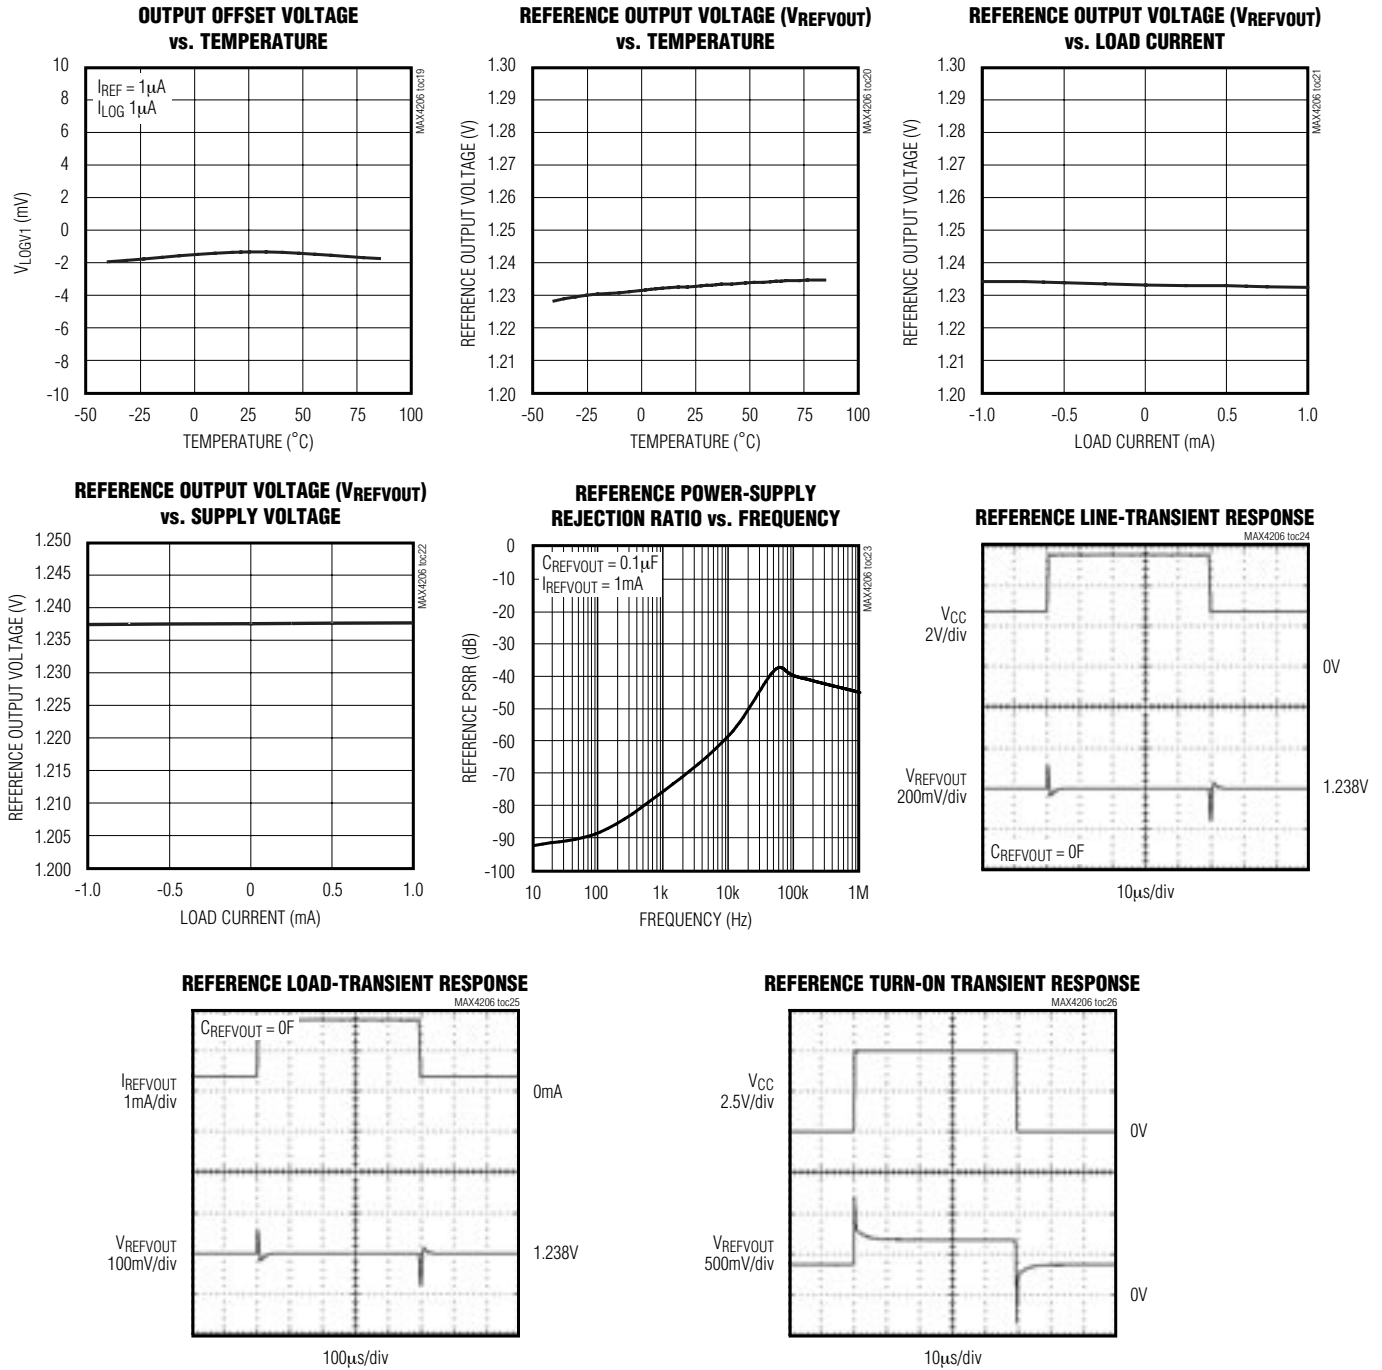 OUTPUT OFFSET VOLTAGE
vs. TEMPERATURE
IREF = 1µA
ILOG 1µA
MAX4206 toc19
VLOGV1 (mV)
10
8
6
4
2
0
-2
-4
-6
-8
-10
-50 -25 0 25 50 75 100
TEMPERATURE (°C)
REFERENCE OUTPUT VOLTAGE (VREFVOUT)
vs. TEMPERATURE
MAX4206 toc20
REFERENCE OUTPUT VOLTAGE (V)
1.30
1.29
1.28
1.27
1.26
1.25
1.24
1.23
1.22
1.21
1.20
-50 -25 0 25 50 75 100
TEMPERATURE (°C)
REFERENCE OUTPUT VOLTAGE (VREFVOUT)
vs. LOAD CURRENT
MAX4206 toc21
REFERENCE OUTPUT VOLTAGE (V)
1.30
1.29
1.28
1.27
1.26
1.25
1.24
1.23
1.22
1.21
1.20
-1.0 -0.5 0 0.5 1.0
LOAD CURRENT (mA)
REFERENCE OUTPUT VOLTAGE (VREFVOUT)
vs. SUPPLY VOLTAGE
MAX4206 toc22
REFERENCE OUTPUT VOLTAGE (V)
1.250
1.245
1.240
1.235
1.230
1.225
1.220
1.215
1.210
1.205
1.200
-1.0 -0.5 0 0.5 1.0
LOAD CURRENT (mA)
REFERENCE POWER-SUPPLY
REJECTION RATIO vs. FREQUENCY
CREFVOUT = 0.1µF
IREFVOUT = 1mA
MAX4206 toc23
REFERENCE PSRR (dB)
0
-10
-20
-30
-40
-50
-60
-70
-80
-90
-100
10 100 1k 10k 100k 1M
FREQUENCY (Hz)
REFERENCE LINE-TRANSIENT RESPONSE
MAX4206 toc24
VCC
2V/div
0V
VREFVOUT
200mV/div
1.238V
CREFVOUT = 0F
10µs/div
REFERENCE LOAD-TRANSIENT RESPONSE
MAX4206 toc25
CREFVOUT = 0F
IREFVOUT
1mA/div
0mA
VREFVOUT
100mV/div
1.238V
100µs/div
REFERENCE TURN-ON TRANSIENT RESPONSE
MAX4206 toc26
VCC
2.5V/div
0V
VREFVOUT
500mV/div
0V
10µs/div